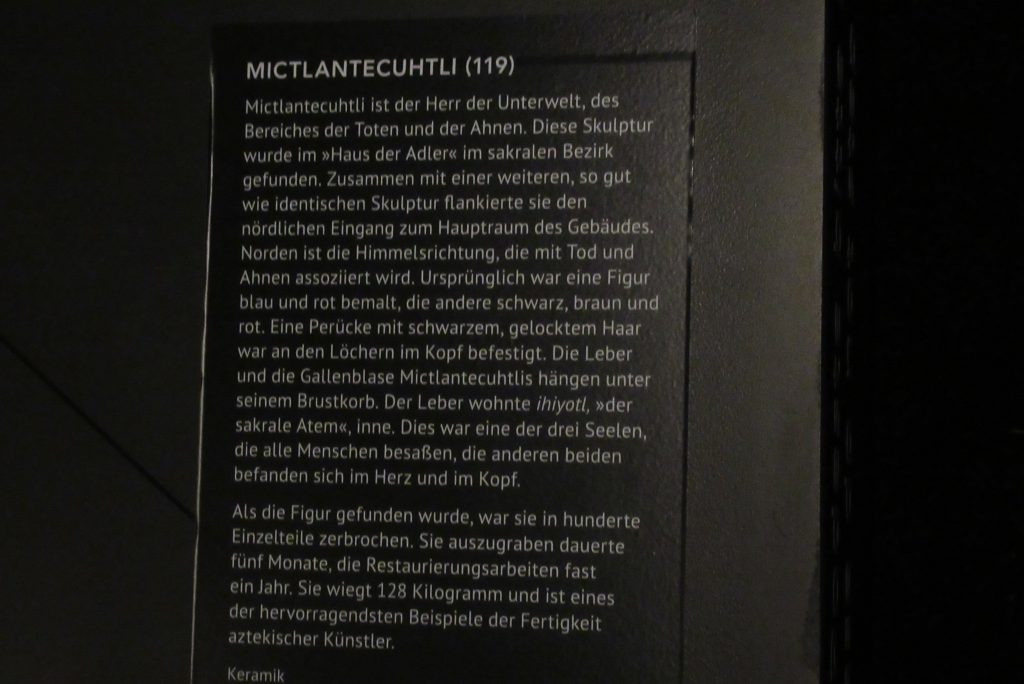 MICTLANTECUHTLI (119)
Mictlantecuhtli ist der Herr der Unterwelt, des
Bereiches der Toten und der Ahnen. Diese Skulptur
wurde im »Haus der Adler« im sakralen Bezirk
gefunden. Zusammen mit einer weiteren, so gut
wie identischen Skulptur flankierte sie den
nördlichen Eingang zum Hauptraum des Gebäudes.
Norden ist die Himmelsrichtung, die mit Tod und
Ahnen assoziiert wird. Ursprünglich war eine Figur
blau und rot bemalt, die andere schwarz, braun und
rot. Eine Perücke mit schwarzem, gelocktem Haar
war an den Löchern im Kopf befestigt. Die Leber
und die Gallenblase Mictlantecuhtlis hängen unter
seinem Brustkorb. Der Leber wohnte ihiyotl, »der
sakrale Atem«, inne. Dies war eine der drei Seelen,
die alle Menschen besaßen, die anderen beiden
befanden sich im Herz und im Kopf.
Als die Figur gefunden wurde, war sie in hunderte
Einzelteile zerbrochen. Sie auszugraben dauerte
fünf Monate, die Restaurierungsarbeiten fast
ein Jahr. Sie wiegt 128 Kilogramm und ist eines
der hervorragendsten Beispiele der Fertigkeit
aztekischer Künstler.
Keramik